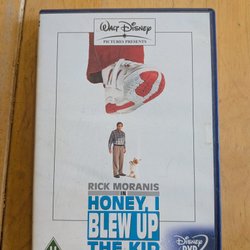 WALT DISNEY
PICTURES PRESENTS
RICK MORANIS
IN
HONEY, I
BLEW UP
THE KID
U
Disney
DVD